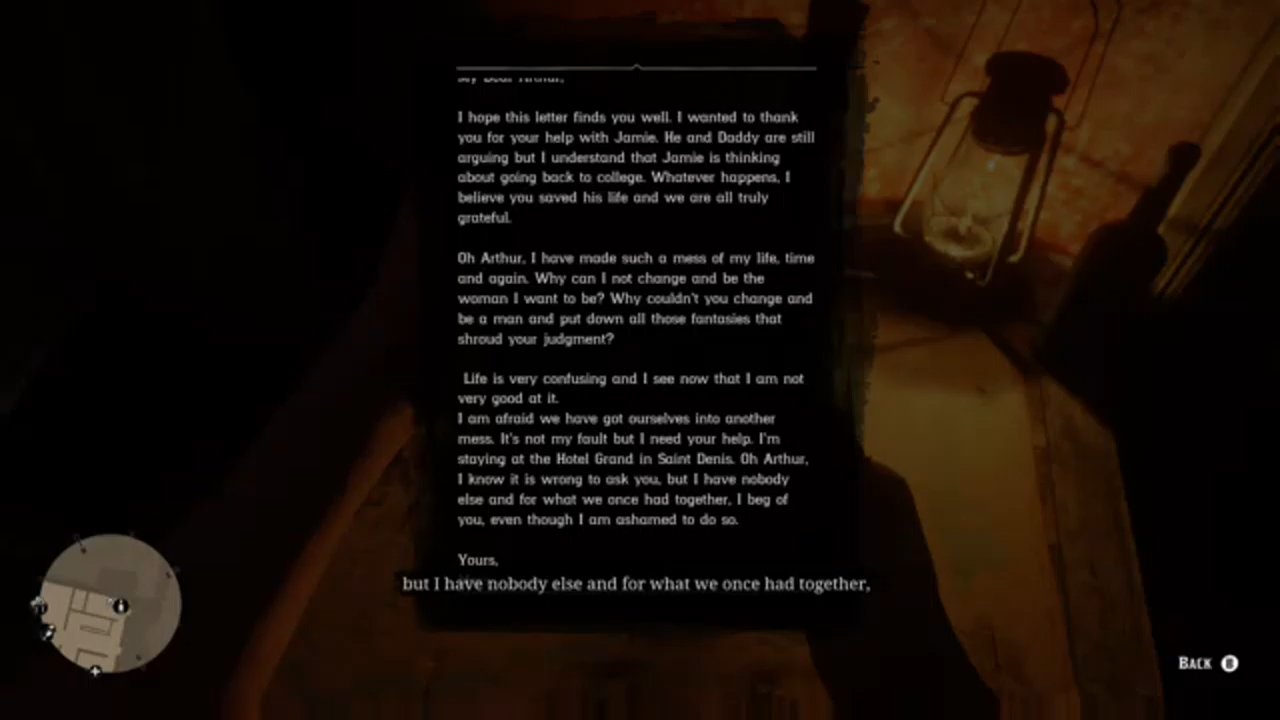 My Dear Arthur,
I hope this letter finds you well. I wanted to thank
you for your help with Jamie. He and Daddy are still
arguing but I understand that Jamie is thinking
about going back to college. Whatever happens, I
believe you saved his life and we are all truly
grateful.
Oh Arthur, I have made such a mess of my life, time
and again. Why can I not change and be the
woman I want to be? Why couldn't you change and
be a man and put down all those fantasies that
shroud your judgment?
Life is very confusing and I see now that I am not
very good at it.
I am afraid we have got ourselves into another
mess. It's not my fault but I need your help. I'm
staying at the Hotel Grand in Saint Denis. Oh Arthur,
I know it is wrong to ask you, but I have nobody
else and for what we once had together, I beg of
you, even though I am ashamed to do so.
Yours,
but I have nobody else and for what we once had together,
BACK B